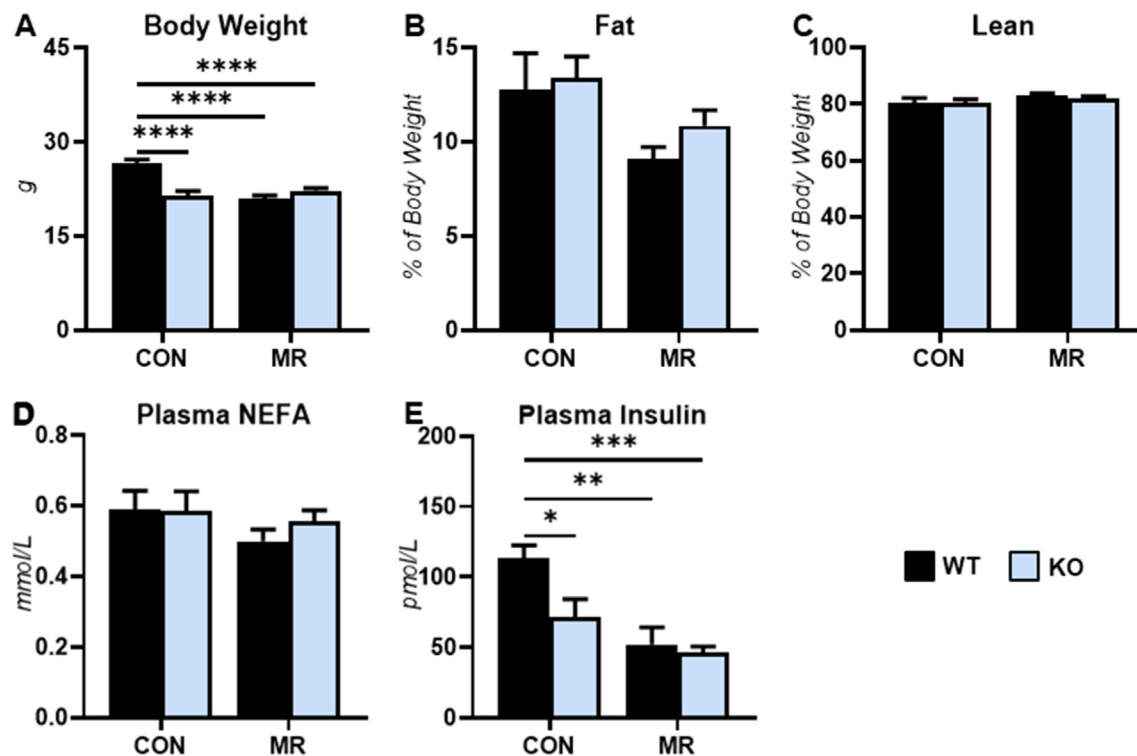 A Body Weight
45
30
15
0
g
****
****
****
CON MR
B Fat
15
10
5
0
% of Body Weight
CON MR
C Lean
100
80
60
40
20
0
% of Body Weight
CON MR
D Plasma NEFA
0.8
0.6
0.4
0.2
0.0
mmol/L
CON MR
E Plasma Insulin
200
150
100
50
0
pmol/L
***
**
*
CON MR
WT KO